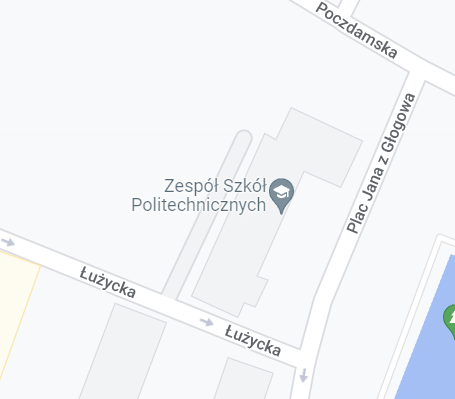 Poczdamska
Plac Jana z Głogowa
Zespół Szkół
Politechnicznych
Łużycka
Łużycka